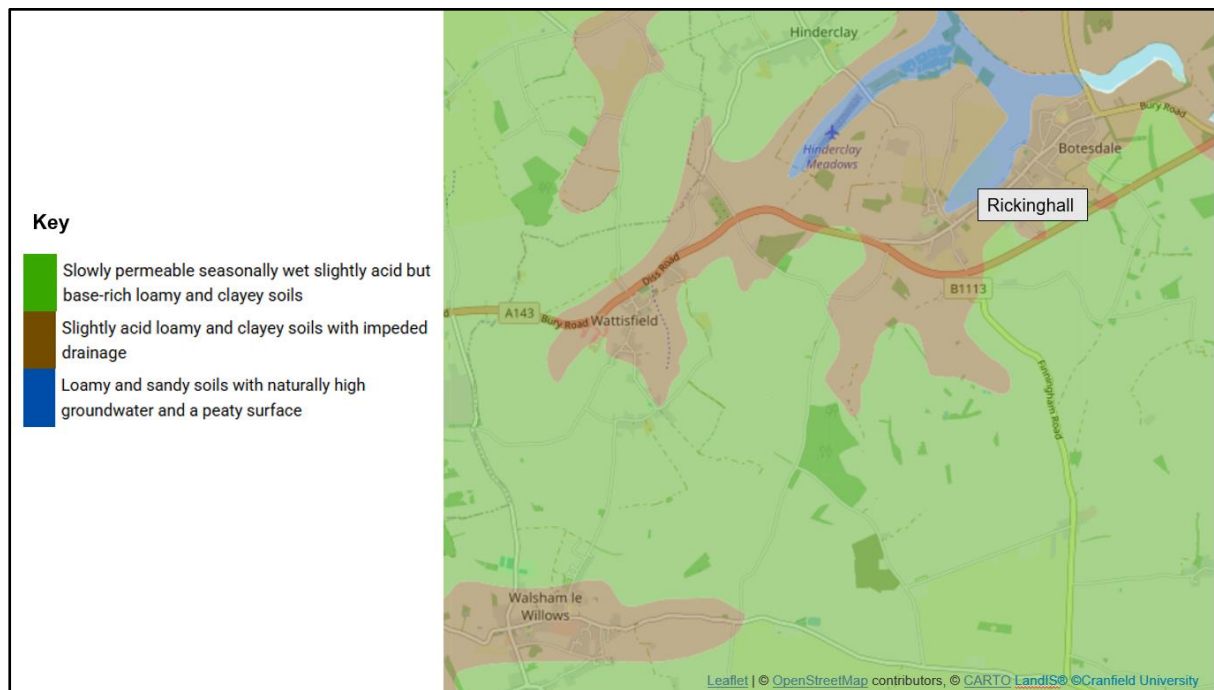 Key
Slowly permeable seasonally wet slightly acid but
base-rich loamy and clayey soils
Slightly acid loamy and clayey soils with impeded
drainage
Loamy and sandy soils with naturally high
groundwater and a peaty surface
Hinderclay
Hinderclay
Meadows
Bury Road
Botesdale
Rickinghall
Diss Road
B1113
A143
Bury Road
Wattisfield
Finningham Road
Walsham le
Willows
Leaflet | © OpenStreetMap contributors, © CARTO LandIS® ©Cranfield University